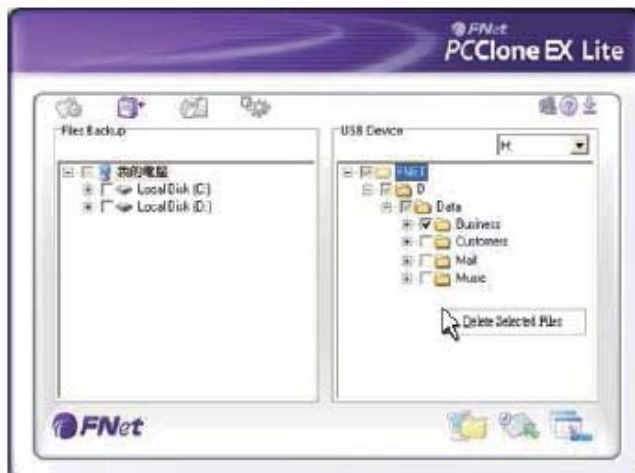 FNet
PCClone EX Lite
Files Backup
USB Device
H:
我的電腦
Local Disk (C:)
Local Disk (D:)
FNET
D
Data
Business
Customers
Mail
Music
Delete Selected Files
FNet